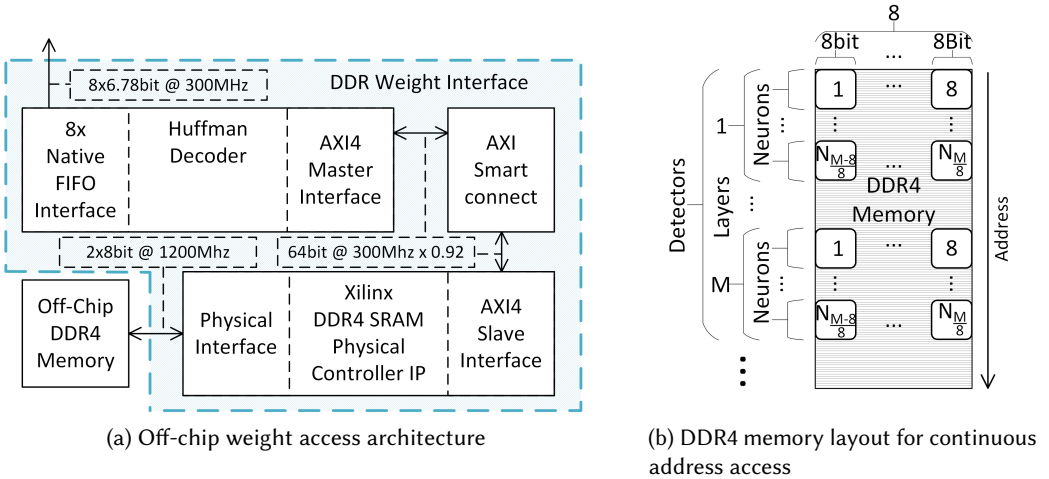 8x6.78bit @ 300MHz
DDR Weight Interface
8x
Native
FIFO
Interface
Huffman
Decoder
AXI4
Master
Interface
AXI
Smart
connect
2x8bit @ 1200Mhz
64bit @ 300Mhz x 0.92
Off-Chip
DDR4
Memory
Physical
Interface
Xilinx
DDR4 SRAM
Physical
Controller IP
AXI4
Slave
Interface
(a) Off-chip weight access architecture
8
8bit
...
8Bit
Detectors
Layers
1
...
M
Neurons
...
Neurons
...
1
...
8
...
...
N M-8/8
...
N M/8
DDR4
Memory
1
...
8
...
...
N M-8/8
...
N M/8
Address
...
(b) DDR4 memory layout for continuous
address access